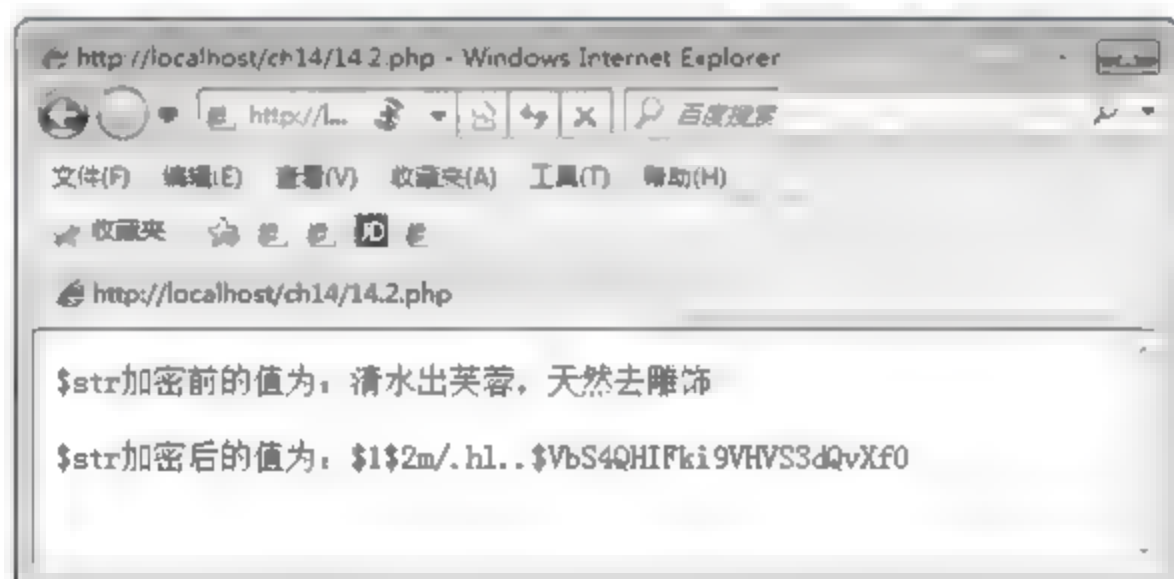 http://localhost/ch14/14.2.php - Windows Internet Explorer
http://l... 百度搜索
文件(F) 编辑(E) 查看(V) 收藏夹(A) 工具(T) 帮助(H)
收藏夹 JD
http://localhost/ch14/14.2.php
$str加密前的值为：清水出芙蓉，天然去雕饰
$str加密后的值为：$1$2m/.hl..$VbS4QHIFki9VHVS3dQvXf0